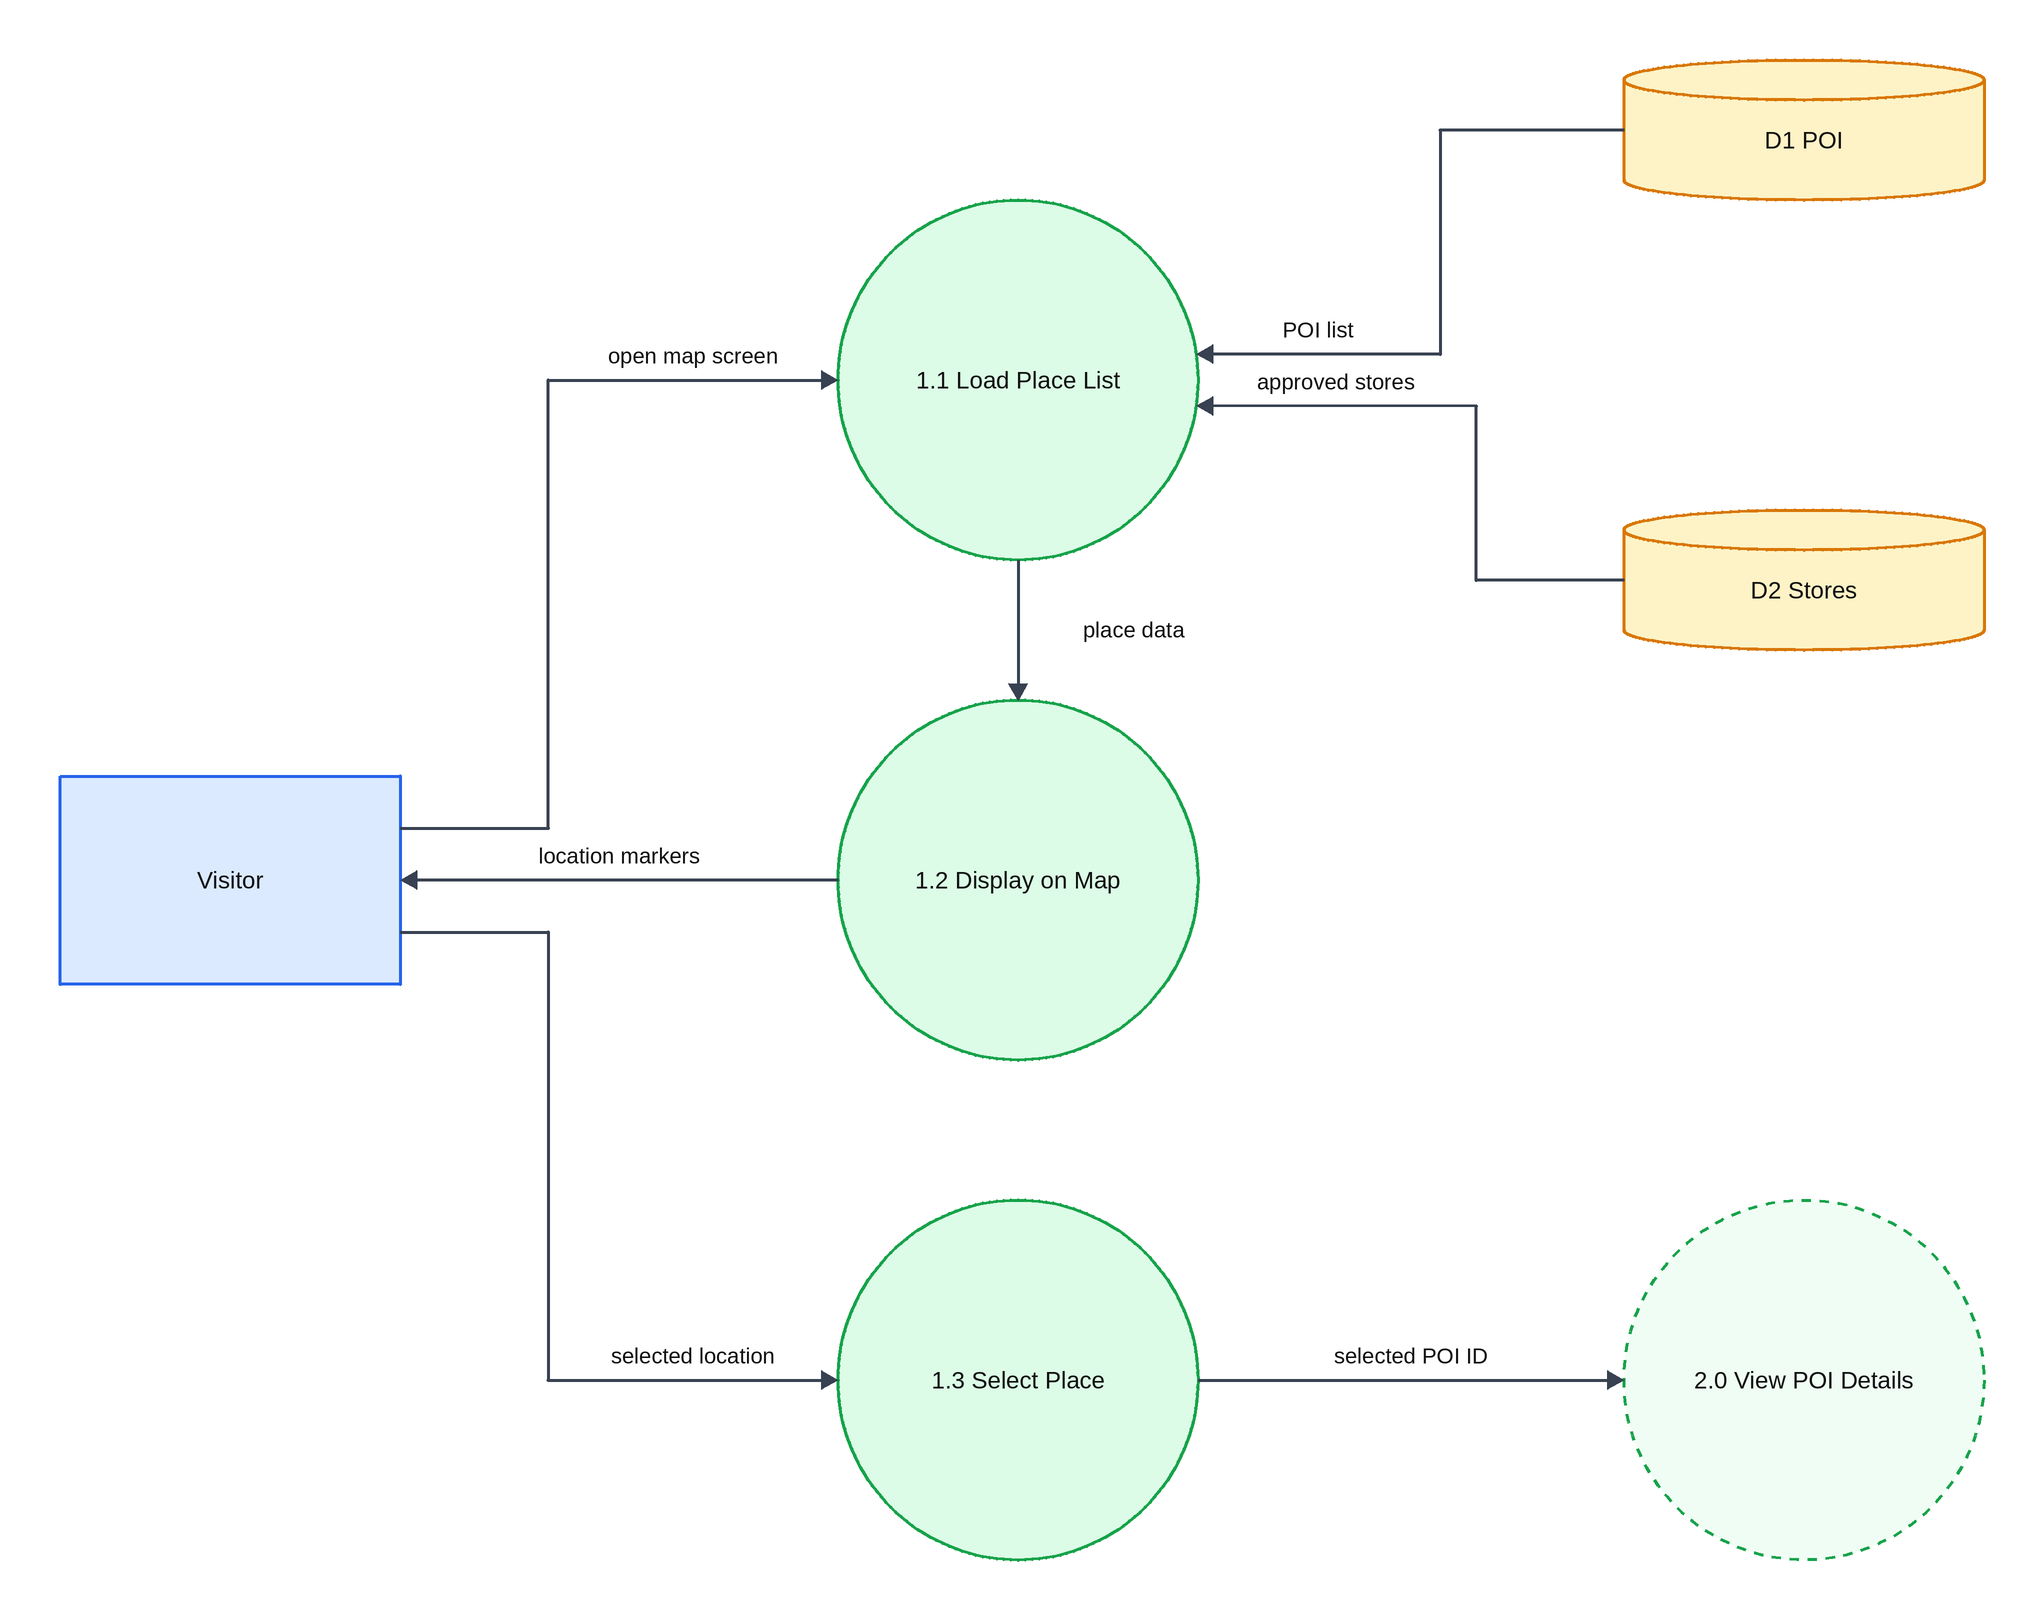 D1 POI
POI list
open map screen
1.1 Load Place List
approved stores
D2 Stores
place data
location markers
Visitor
1.2 Display on Map
selected location
selected POI ID
1.3 Select Place
2.0 View POI Details